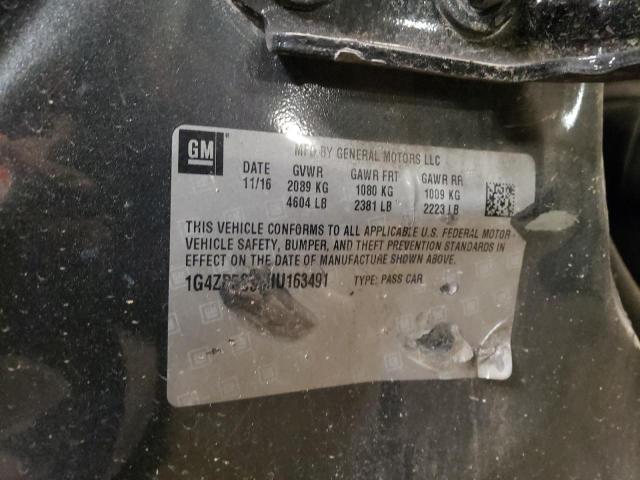 GM
MFD BY GENERAL MOTORS LLC
DATE GVWR GAWR FRT GAWR RR
11/16 2089 KG 1080 KG 1009 KG
4604 LB 2381 LB 2223 LB
THIS VEHICLE CONFORMS TO ALL APPLICABLE U.S. FEDERAL MOTOR
VEHICLE SAFETY, BUMPER, AND THEFT PREVENTION STANDARDS IN
EFFECT ON THE DATE OF MANUFACTURE SHOWN ABOVE.
TYPE: PASS CAR